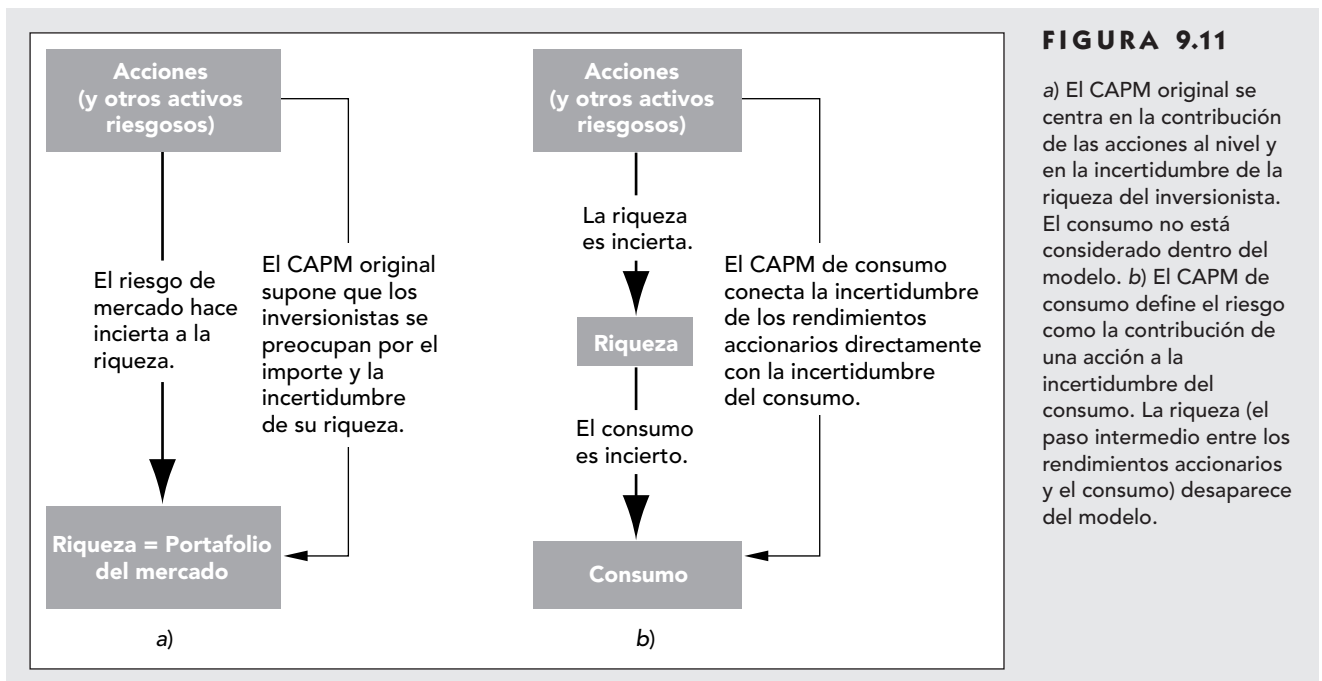 Acciones
(y otros activos
riesgosos)
El riesgo de
mercado hace
incierta a la
riqueza.
El CAPM original
supone que los
inversionistas se
preocupan por el
importe y la
incertidumbre
de su riqueza.
Riqueza = Portafolio
del mercado
a)
Acciones
(y otros activos
riesgosos)
La riqueza
es incierta.
Riqueza
El consumo
es incierto.
El CAPM de consumo
conecta la incertidumbre
de los rendimientos
accionarios directamente
con la incertidumbre
del consumo.
Consumo
b)
FIGURA 9.11
a) El CAPM original se
centra en la contribución
de las acciones al nivel y
en la incertidumbre de la
riqueza del inversionista.
El consumo no está
considerado dentro del
modelo. b) El CAPM de
consumo define el riesgo
como la contribución de
una acción a la
incertidumbre del
consumo. La riqueza (el
paso intermedio entre los
rendimientos accionarios
y el consumo) desaparece
del modelo.